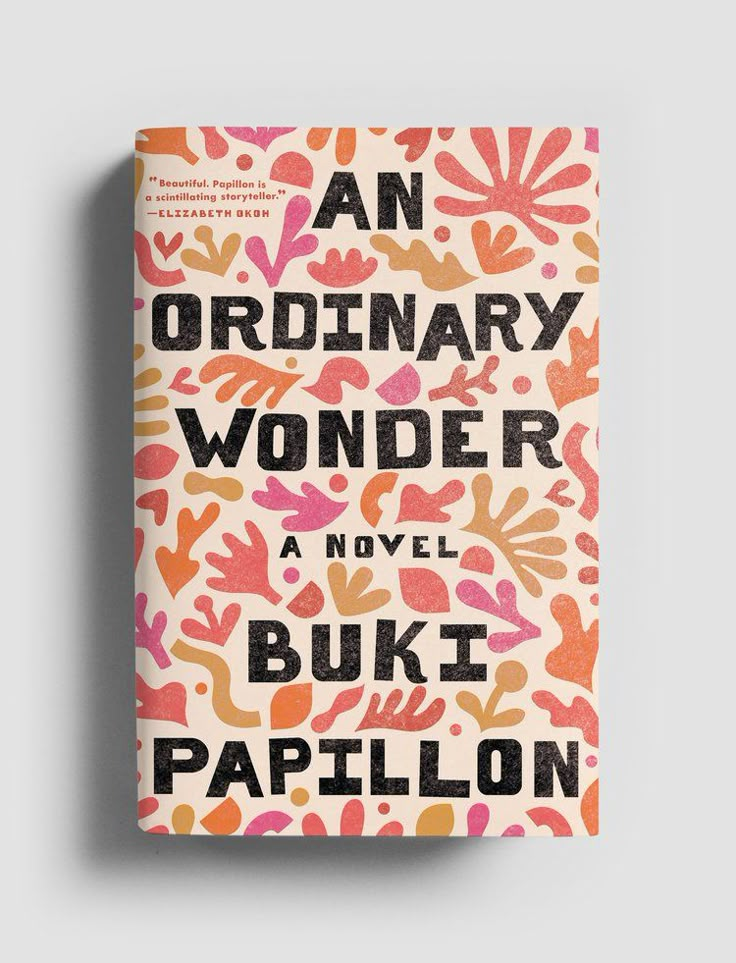 "Beautiful. Papillon is
a scintillating storyteller."
—ELIZABETH OKOH
AN
ORDINARY
WONDER
A NOVEL
BUKI
PAPILLON